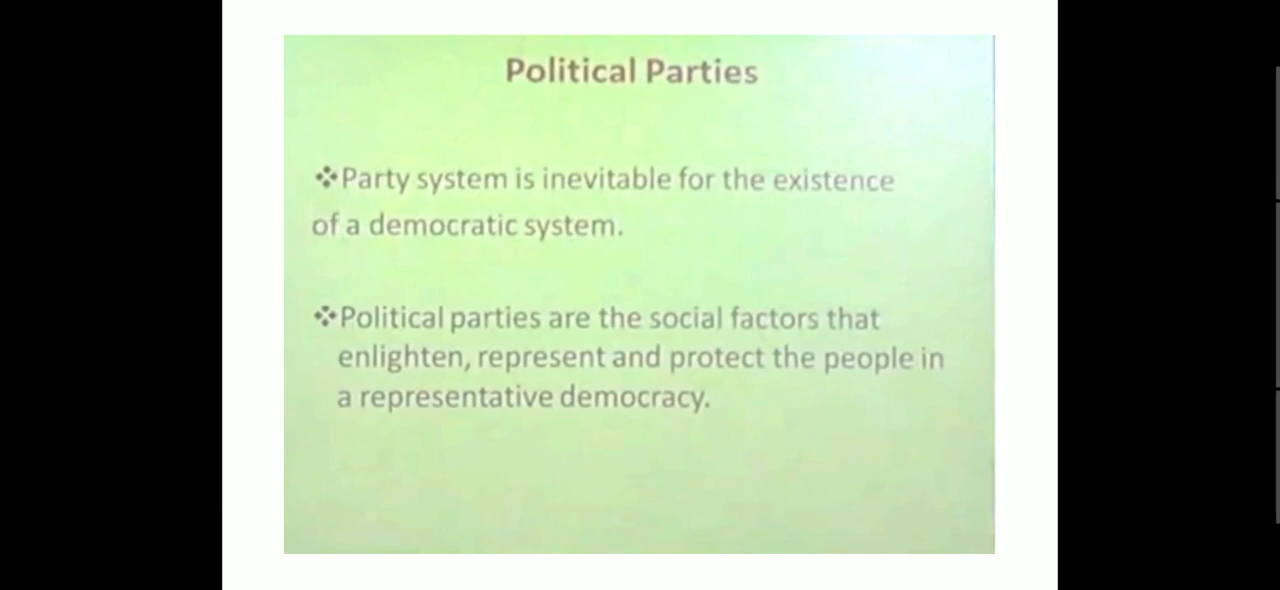 Political Parties
❖Party system is inevitable for the existence
of a democratic system.
❖Political parties are the social factors that
enlighten, represent and protect the people in
a representative democracy.